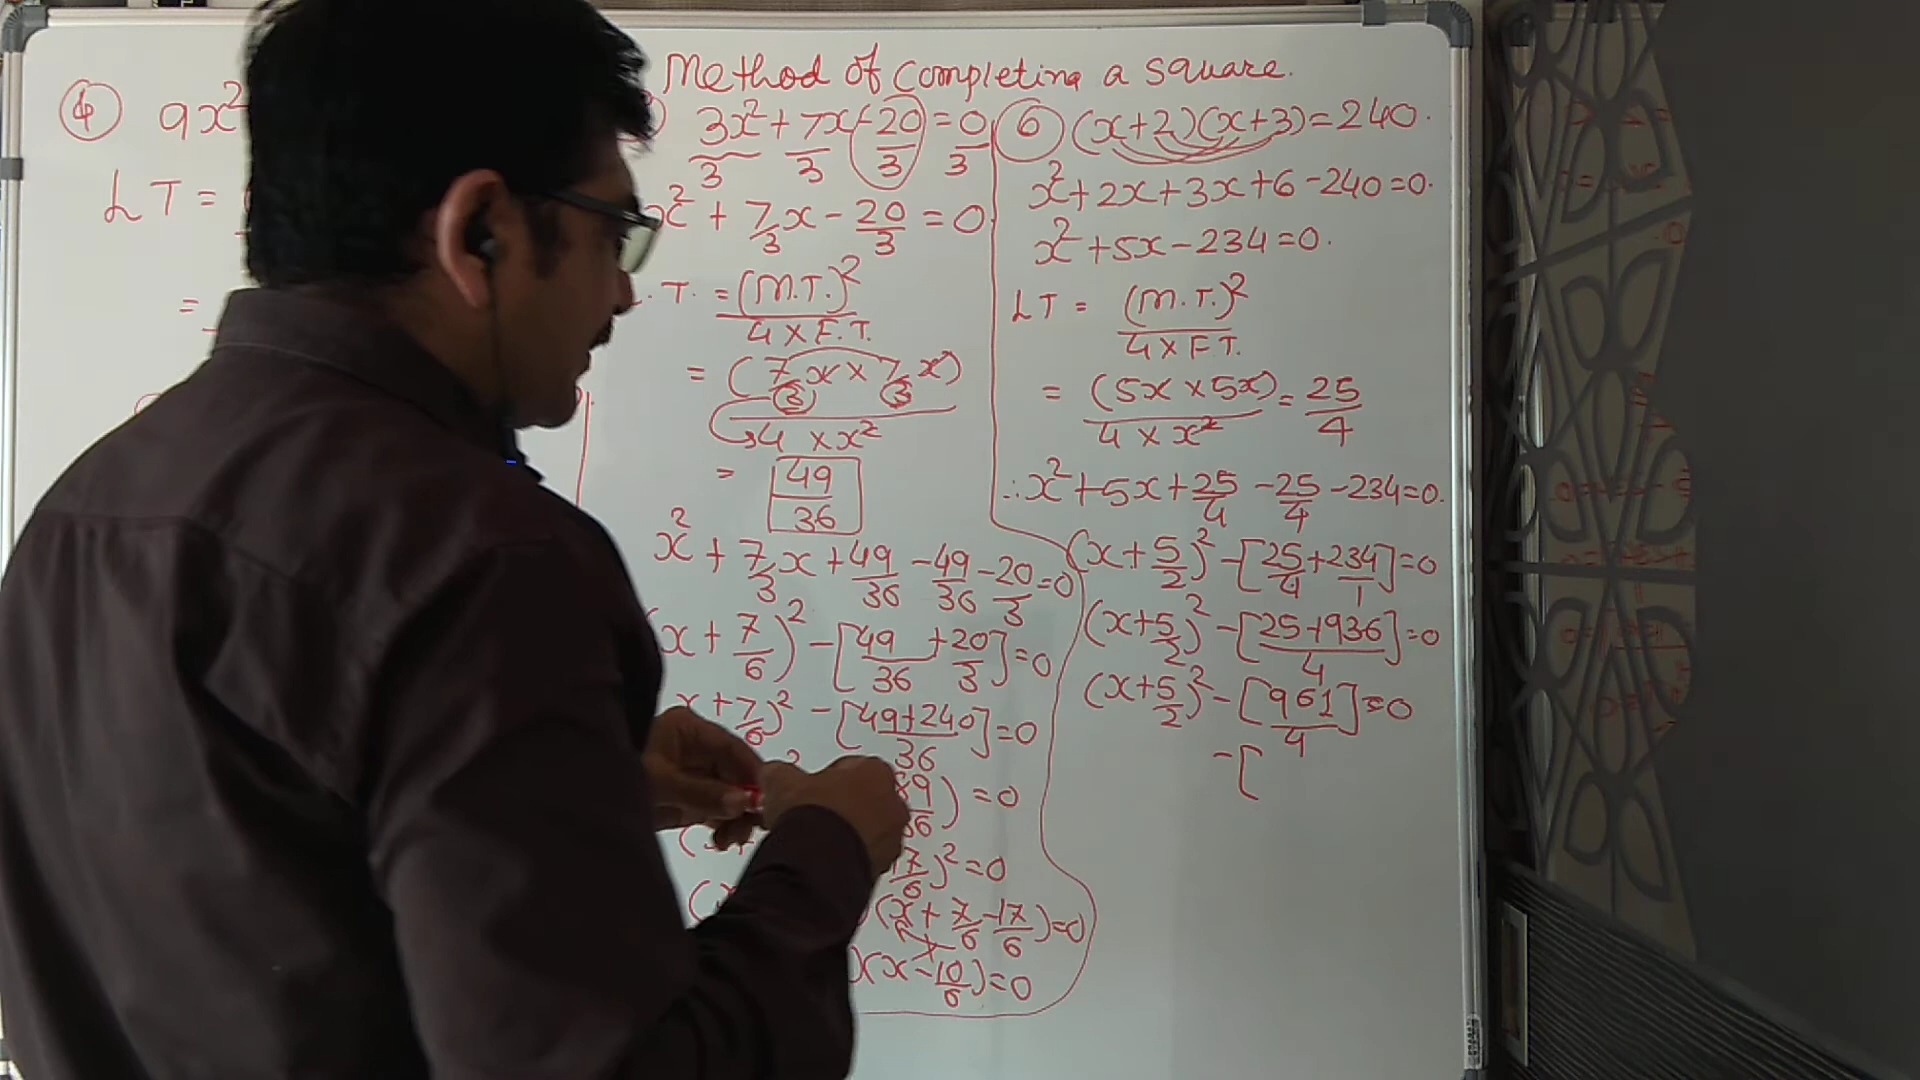 Method of Completing a Square.
④ 9x²
LT =
=
3x²/3 + 7x/3 - 20/3 = 0/3
x² + 7/3 x - 20/3 = 0
. T. = (M.T.)² / 4 × F.T.
= (7/3 x × 7/3 x) / 4 × x²
= 49/36
x² + 7/3 x + 49/36 - 49/36 - 20/3 = 0
(x + 7/6)² - [49/36 + 20/3] = 0
x + 7/6)² - [49+240 / 36] = 0
) = 0
)² = 0
(x + 7/6 - 17/6) = 0
)(x - 10/6) = 0
⑥ (x+2)(x+3) = 240.
x² + 2x + 3x + 6 - 240 = 0.
x² + 5x - 234 = 0.
LT = (M.T.)² / 4 × F.T.
= (5x × 5x) / 4 × x² = 25/4
∴ x² + 5x + 25/4 - 25/4 - 234 = 0.
(x + 5/2)² - [25/4 + 234/1] = 0
(x + 5/2)² - [25+936 / 4] = 0
(x + 5/2)² - [961/4] = 0
- [